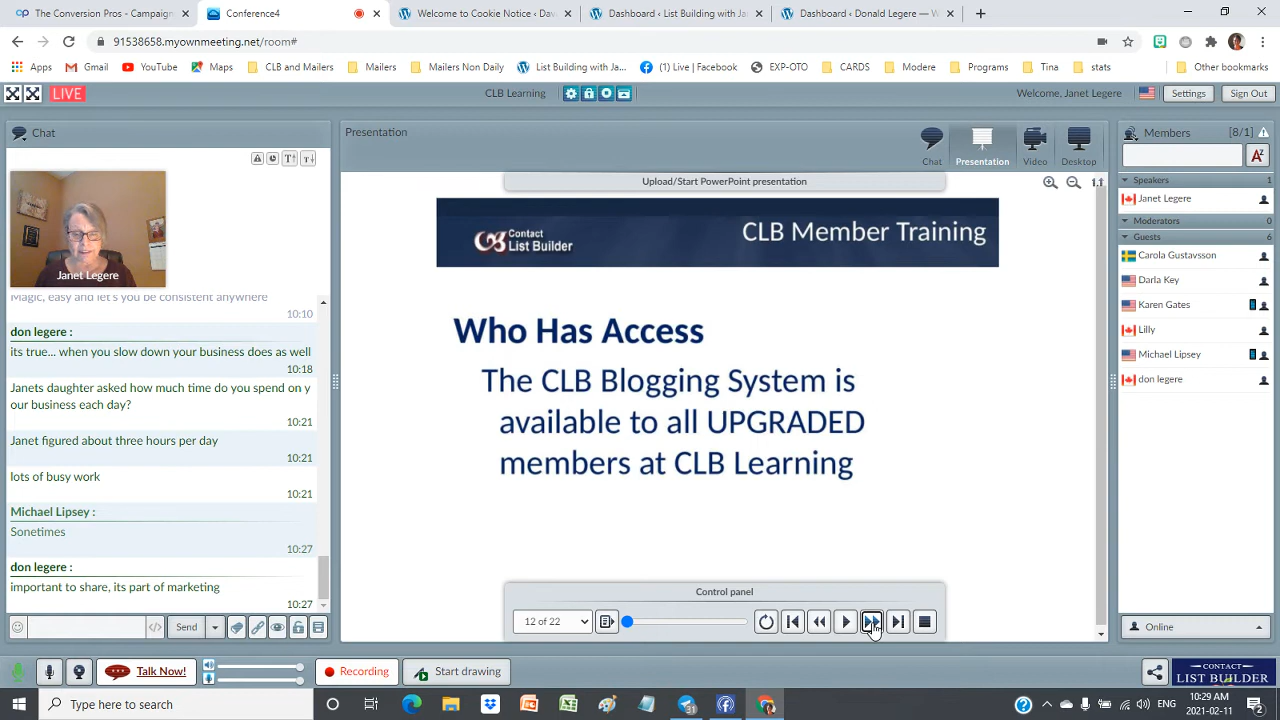 The Conversion Pros - Campaign
Conference4
Welcome to Cookie Notice ‹ Dav
Dashboard ‹ List Building with Ja
Dashboard ‹ Donald Legere — W
91538658.myownmeeting.net/room#
Apps
Gmail
YouTube
Maps
CLB and Mailers
Mailers
Mailers Non Daily
List Building with Ja...
(1) Live | Facebook
EXP-OTO
CARDS
Modere
Programs
Tina
stats
Other bookmarks
LIVE
CLB Learning
Welcome, Janet Legere
Settings
Sign Out
Chat
Janet Legere
Magic, easy and let's you be consistent anywhere
10:10
don legere :
its true... when you slow down your business does as well
10:18
Janets daughter asked how much time do you spend on y
our business each day?
10:21
Janet figured about three hours per day
10:21
lots of busy work
10:21
Michael Lipsey :
Sonetimes
10:27
don legere :
important to share, its part of marketing
10:27
Send
Presentation
Chat
Presentation
Video
Desktop
Upload/Start PowerPoint presentation
1:1
Contact
List Builder
CLB Member Training
Who Has Access
The CLB Blogging System is
available to all UPGRADED
members at CLB Learning
Control panel
12 of 22
Members
[8/1]
Speakers
1
Janet Legere
Moderators
0
Guests
6
Carola Gustavsson
Darla Key
Karen Gates
Lilly
Michael Lipsey
don legere
Online
Talk Now!
Recording
Start drawing
CONTACT
LIST BUILDER
Type here to search
31
ENG
10:29 AM
2021-02-11
2